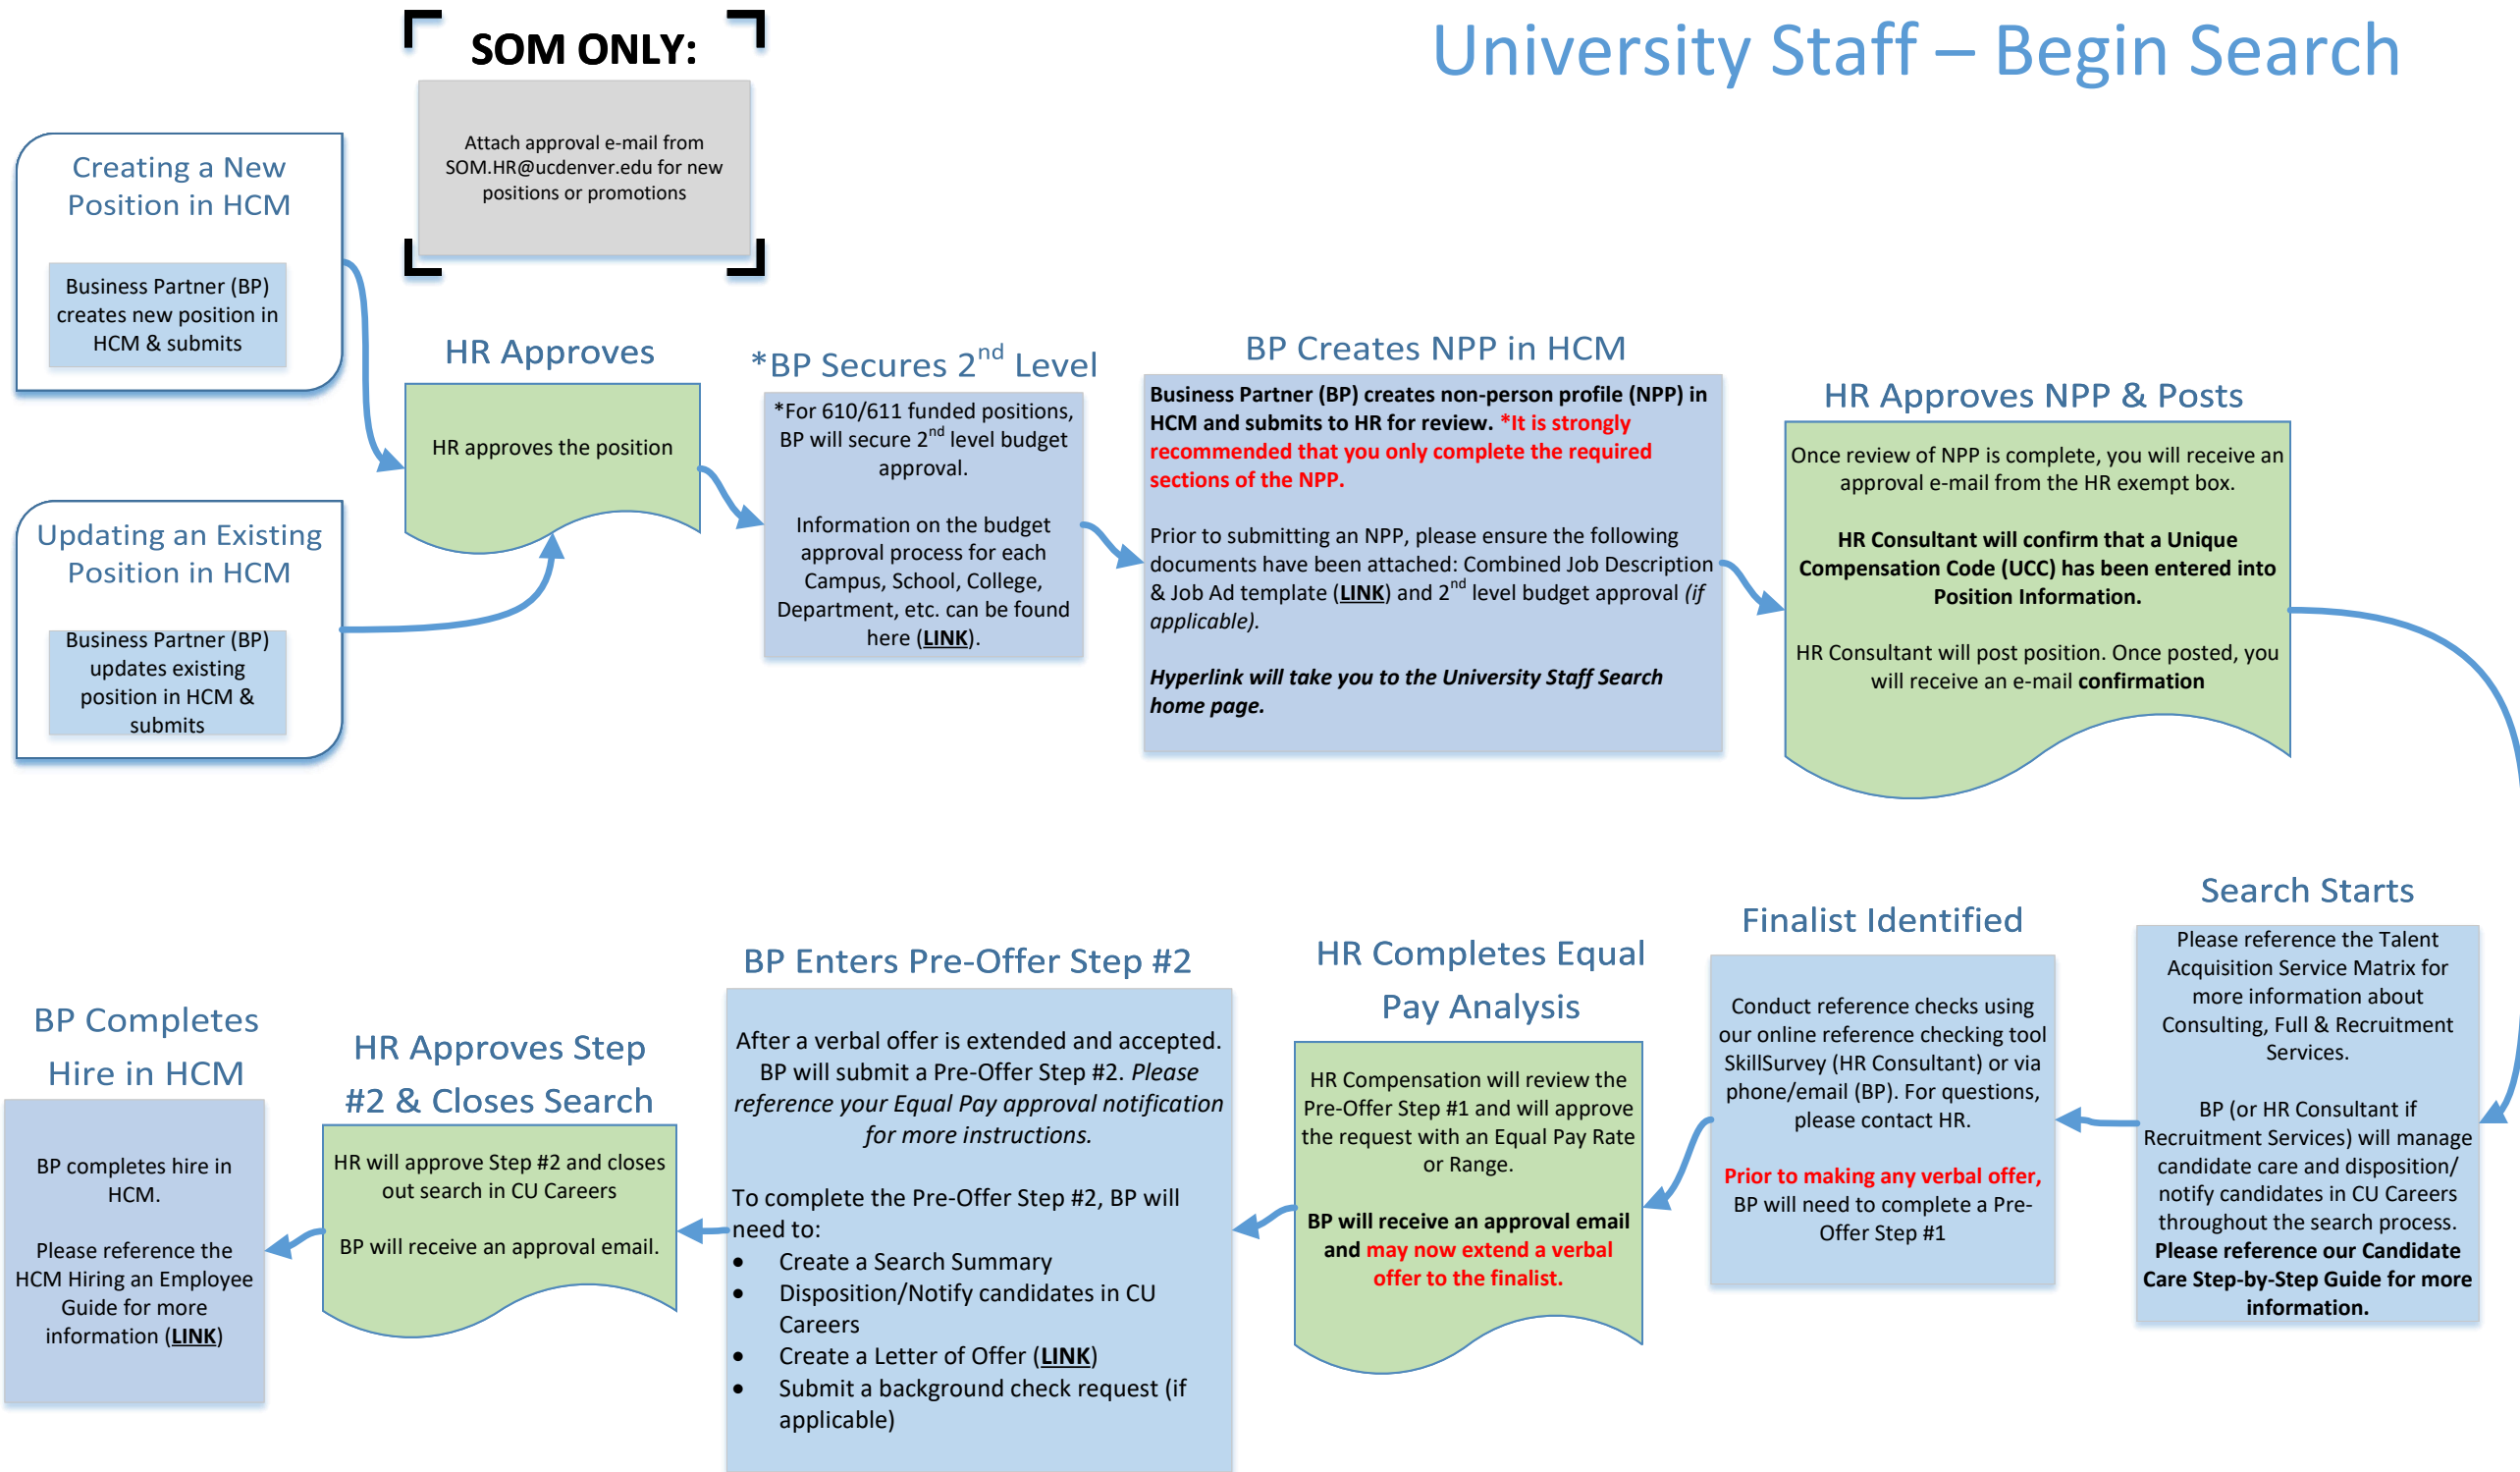 University Staff – Begin Search
SOM ONLY:
Attach approval e-mail from
SOM.HR@ucdenver.edu for new
positions or promotions
Creating a New
Position in HCM
Business Partner (BP)
creates new position in
HCM & submits
Updating an Existing
Position in HCM
Business Partner (BP)
updates existing
position in HCM &
submits
HR Approves
HR approves the position
*BP Secures 2nd Level
*For 610/611 funded positions,
BP will secure 2nd level budget
approval.
Information on the budget
approval process for each
Campus, School, College,
Department, etc. can be found
here (LINK).
BP Creates NPP in HCM
Business Partner (BP) creates non-person profile (NPP) in
HCM and submits to HR for review. *It is strongly
recommended that you only complete the required
sections of the NPP.
Prior to submitting an NPP, please ensure the following
documents have been attached: Combined Job Description
& Job Ad template (LINK) and 2nd level budget approval (if
applicable).
Hyperlink will take you to the University Staff Search
home page.
HR Approves NPP & Posts
Once review of NPP is complete, you will receive an
approval e-mail from the HR exempt box.
HR Consultant will confirm that a Unique
Compensation Code (UCC) has been entered into
Position Information.
HR Consultant will post position. Once posted, you
will receive an e-mail confirmation
Search Starts
Please reference the Talent
Acquisition Service Matrix for
more information about
Consulting, Full & Recruitment
Services.
BP (or HR Consultant if
Recruitment Services) will manage
candidate care and disposition/
notify candidates in CU Careers
throughout the search process.
Please reference our Candidate
Care Step-by-Step Guide for more
information.
Finalist Identified
Conduct reference checks using
our online reference checking tool
SkillSurvey (HR Consultant) or via
phone/email (BP). For questions,
please contact HR.
Prior to making any verbal offer,
BP will need to complete a Pre-
Offer Step #1
HR Completes Equal
Pay Analysis
HR Compensation will review the
Pre-Offer Step #1 and will approve
the request with an Equal Pay Rate
or Range.
BP will receive an approval email
and may now extend a verbal
offer to the finalist.
BP Enters Pre-Offer Step #2
After a verbal offer is extended and accepted.
BP will submit a Pre-Offer Step #2. Please
reference your Equal Pay approval notification
for more instructions.
To complete the Pre-Offer Step #2, BP will
need to:
• Create a Search Summary
• Disposition/Notify candidates in CU
Careers
• Create a Letter of Offer (LINK)
• Submit a background check request (if
applicable)
HR Approves Step
#2 & Closes Search
HR will approve Step #2 and closes
out search in CU Careers
BP will receive an approval email.
BP Completes
Hire in HCM
BP completes hire in
HCM.
Please reference the
HCM Hiring an Employee
Guide for more
information (LINK)